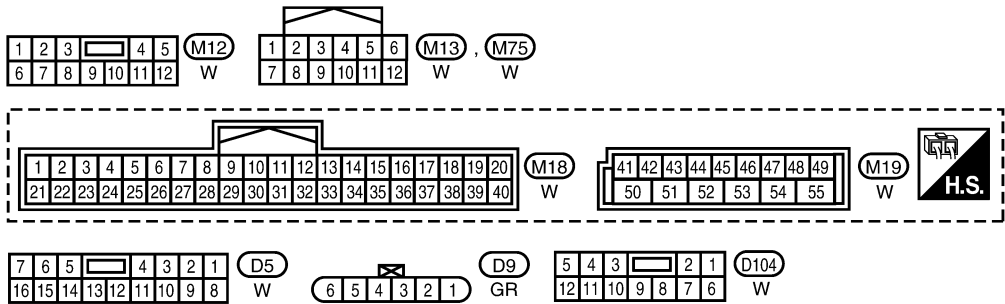 1 2 3 4 5 M12
6 7 8 9 10 11 12 W
1 2 3 4 5 6 M13 , M75
7 8 9 10 11 12 W W
1 2 3 4 5 6 7 8 9 10 11 12 13 14 15 16 17 18 19 20 M18
21 22 23 24 25 26 27 28 29 30 31 32 33 34 35 36 37 38 39 40 W
41 42 43 44 45 46 47 48 49 M19
50 51 52 53 54 55 W
H.S.
7 6 5 4 3 2 1 D5
16 15 14 13 12 11 10 9 8 W
6 5 4 3 2 1 D9
GR
5 4 3 2 1 D104
12 11 10 9 8 7 6 W